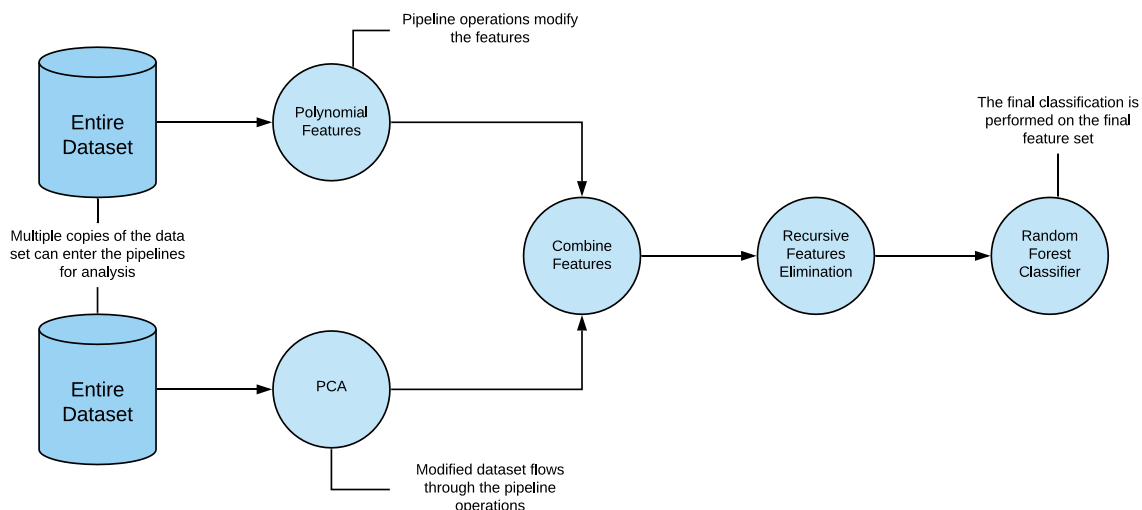 Pipeline operations modify
the features
Entire
Dataset
Polynomial
Features
The final classification is
performed on the final
feature set
Multiple copies of the data
set can enter the pipelines
for analysis
Combine
Features
Recursive
Features
Elimination
Random
Forest
Classifier
Entire
Dataset
PCA
Modified dataset flows
through the pipeline
operations